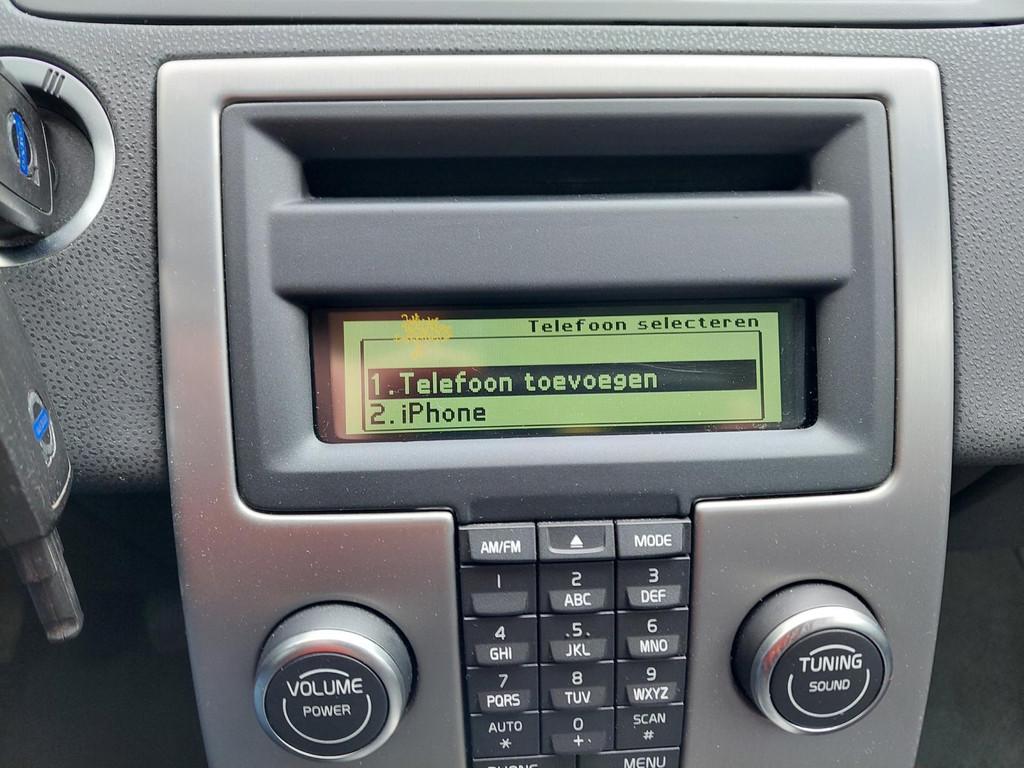 Telefoon selecteren
1.Telefoon toevoegen
2.iPhone
AM/FM
MODE
1
2
ABC
3
DEF
4
GHI
5
JKL
6
MNO
7
PQRS
8
TUV
9
WXYZ
AUTO
*
0
+
SCAN
#
PHONE
MENU
VOLUME
POWER
TUNING
SOUND